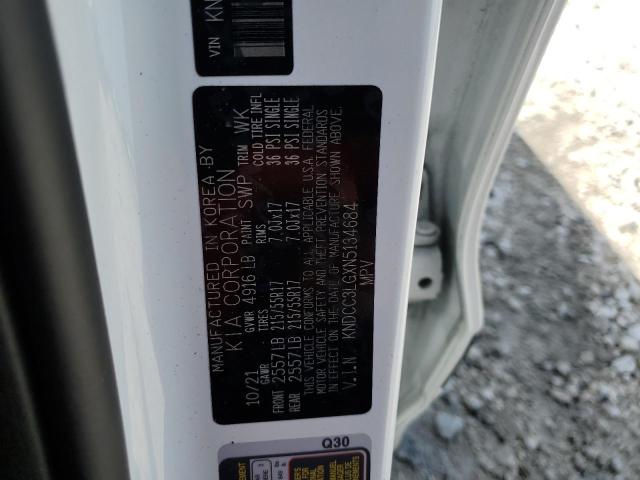 VIN KN
MANUFACTURED IN KOREA BY
KIA CORPORATION
10/21 GVWR 4916 LB PAINT SWP TRIM WK
GAWR TIRES RIMS COLD TIRE INFL
FRONT 2557LB 215/55R17 7.0Jx17 36 PSI SINGLE
REAR 2557LB 215/55R17 7.0Jx17 36 PSI SINGLE
THIS VEHICLE CONFORMS TO ALL APPLICABLE U.S.A. FEDERAL
MOTOR VEHICLE SAFETY AND THEFT PREVENTION STANDARDS
IN EFFECT ON THE DATE OF MANUFACTURE SHOWN ABOVE.
V.I.N KNDCC3LGXN5134684
MPV
Q30